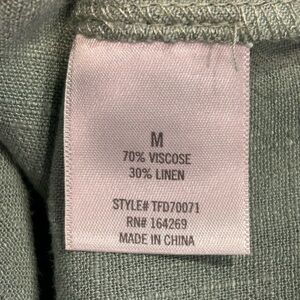 M
70% VISCOSE
30% LINEN
STYLE# TFD70071
RN# 164269
MADE IN CHINA